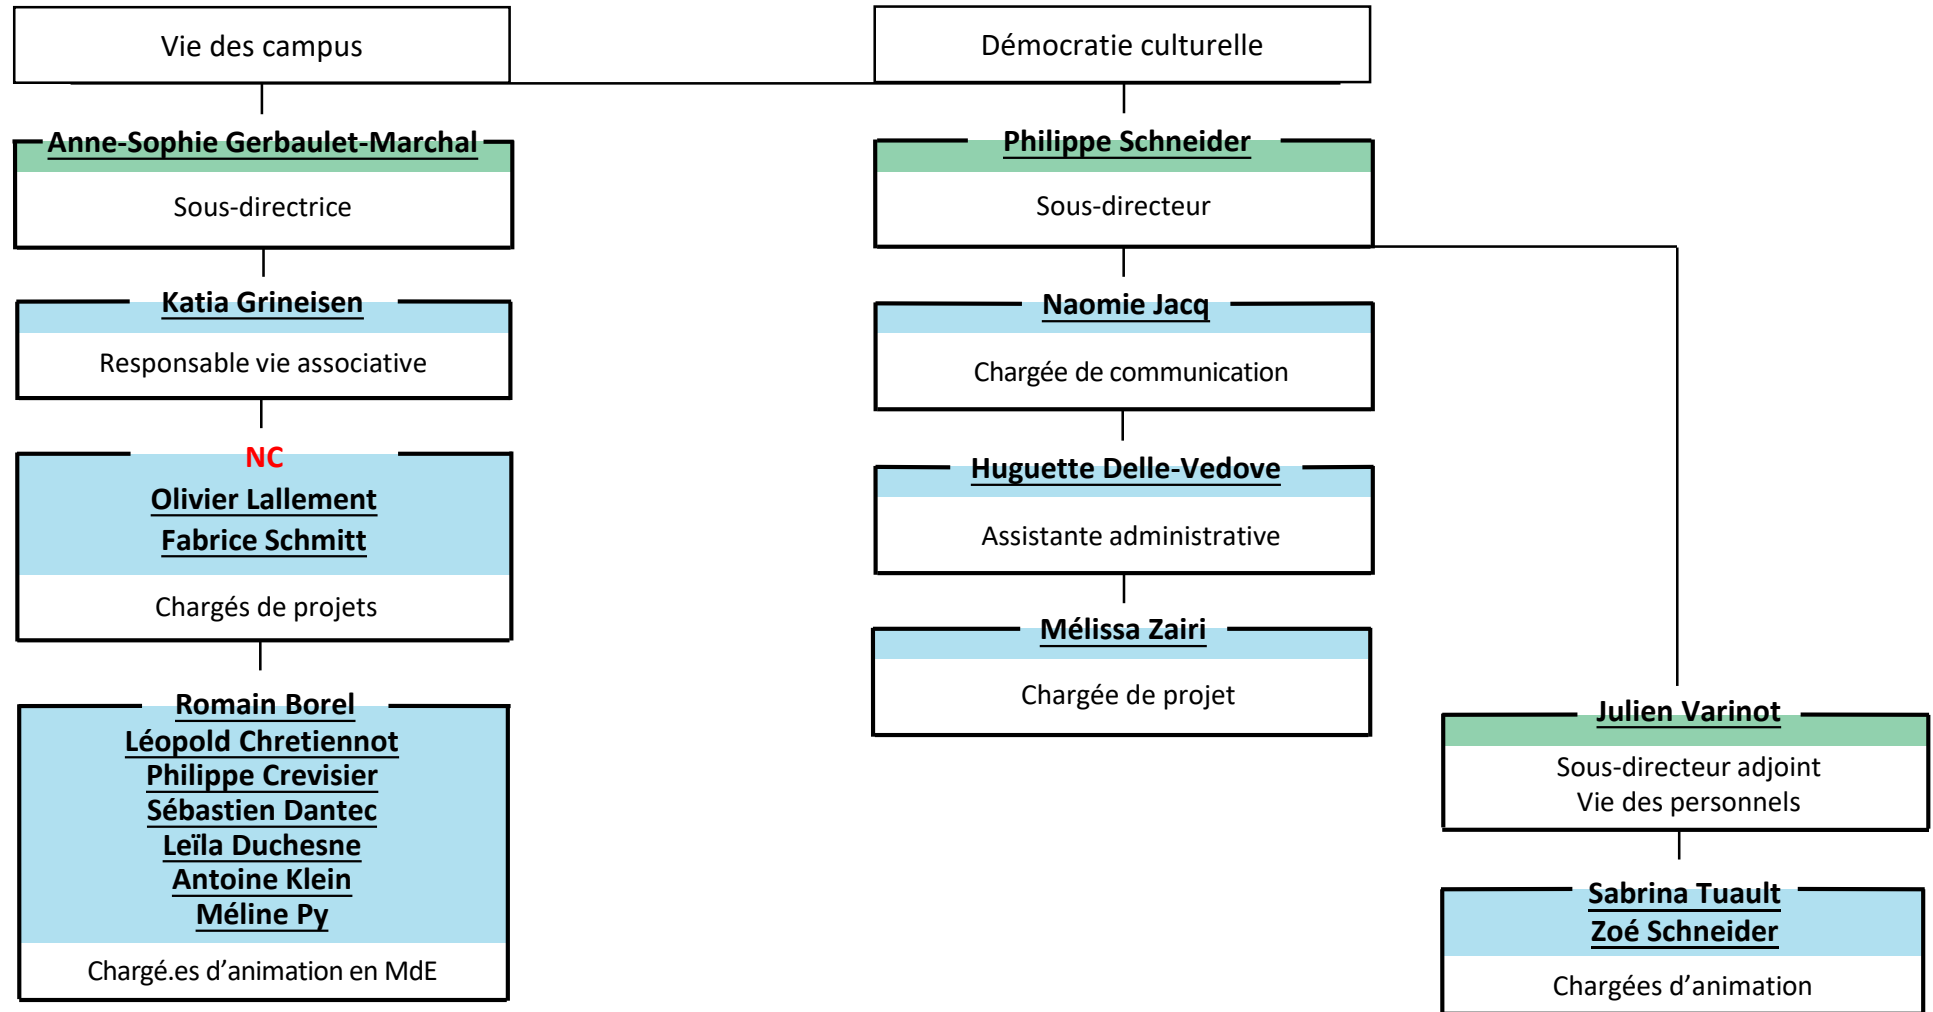 Vie des campus
Démocratie culturelle
Anne-Sophie Gerbaulet-Marchal
Sous-directrice
Philippe Schneider
Sous-directeur
Katia Grineisen
Responsable vie associative
Naomie Jacq
Chargée de communication
NC
Olivier Lallement
Fabrice Schmitt
Chargés de projets
Huguette Delle-Vedove
Assistante administrative
Mélissa Zairi
Chargée de projet
Romain Borel
Léopold Chretiennot
Philippe Crevisier
Sébastien Dantec
Leïla Duchesne
Antoine Klein
Méline Py
Chargé.es d’animation en MdE
Julien Varinot
Sous-directeur adjoint
Vie des personnels
Sabrina Tuault
Zoé Schneider
Chargées d’animation